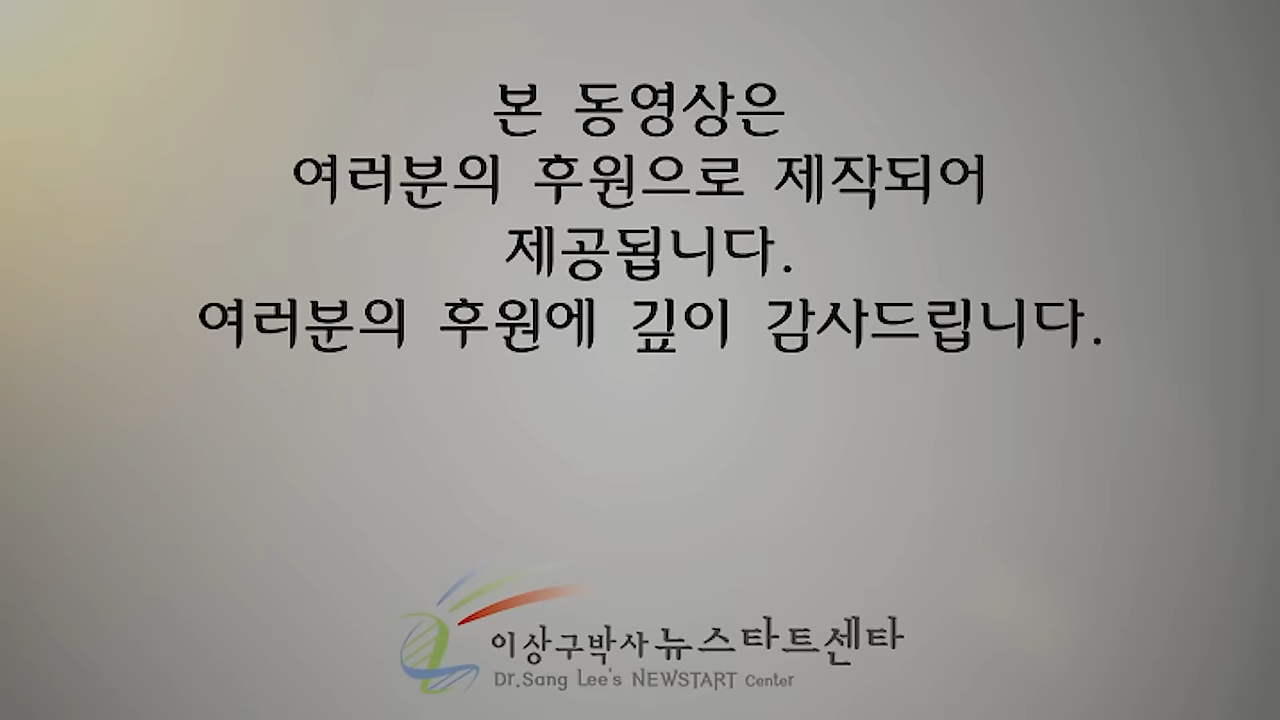 본 동영상은
여러분의 후원으로 제작되어
제공됩니다.
여러분의 후원에 깊이 감사드립니다.
이상구박사 뉴스타트센타
Dr.Sang Lee's NEWSTART Center